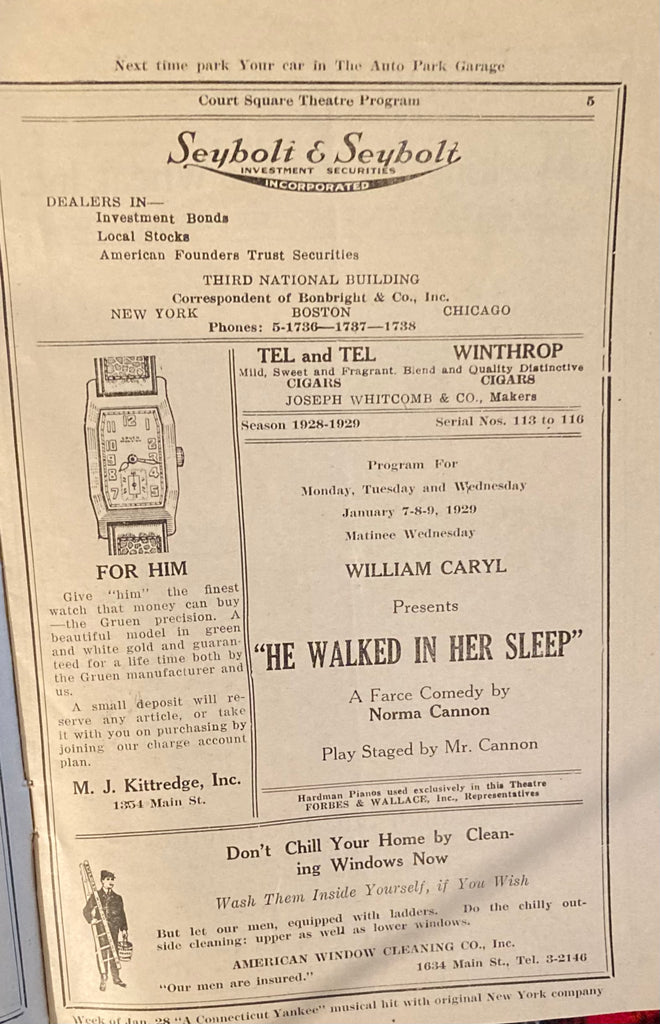 Next time park Your car in The Auto Park Garage
Court Square Theatre Program 5
Seybolt & Seybolt
INVESTMENT SECURITIES
INCORPORATED
DEALERS IN—
Investment Bonds
Local Stocks
American Founders Trust Securities
THIRD NATIONAL BUILDING
Correspondent of Bonbright & Co., Inc.
NEW YORK BOSTON CHICAGO
Phones: 5-1736—1737—1738
FOR HIM
Give "him" the finest
watch that money can buy
—the Gruen precision. A
beautiful model in green
and white gold and guaran-
teed for a life time both by
the Gruen manufacturer and
us.
A small deposit will re-
serve any article, or take
it with you on purchasing by
joining our charge account
plan.
M. J. Kittredge, Inc.
1354 Main St.
TEL and TEL WINTHROP
Mild, Sweet and Fragrant. Blend and Quality Distinctive
CIGARS CIGARS
JOSEPH WHITCOMB & CO., Makers
Season 1928-1929 Serial Nos. 113 to 116
Program For
Monday, Tuesday and Wednesday
January 7-8-9, 1929
Matinee Wednesday
WILLIAM CARYL
Presents
"HE WALKED IN HER SLEEP"
A Farce Comedy by
Norma Cannon
Play Staged by Mr. Cannon
Hardman Pianos used exclusively in this Theatre
FORBES & WALLACE, Inc., Representatives
Don't Chill Your Home by Clean-
ing Windows Now
Wash Them Inside Yourself, if You Wish
But let our men, equipped with ladders. Do the chilly out-
side cleaning: upper as well as lower windows.
AMERICAN WINDOW CLEANING CO., Inc.
"Our men are insured." 1634 Main St., Tel. 3-2146
Week of Jan. 28 "A Connecticut Yankee" musical hit with original New York company